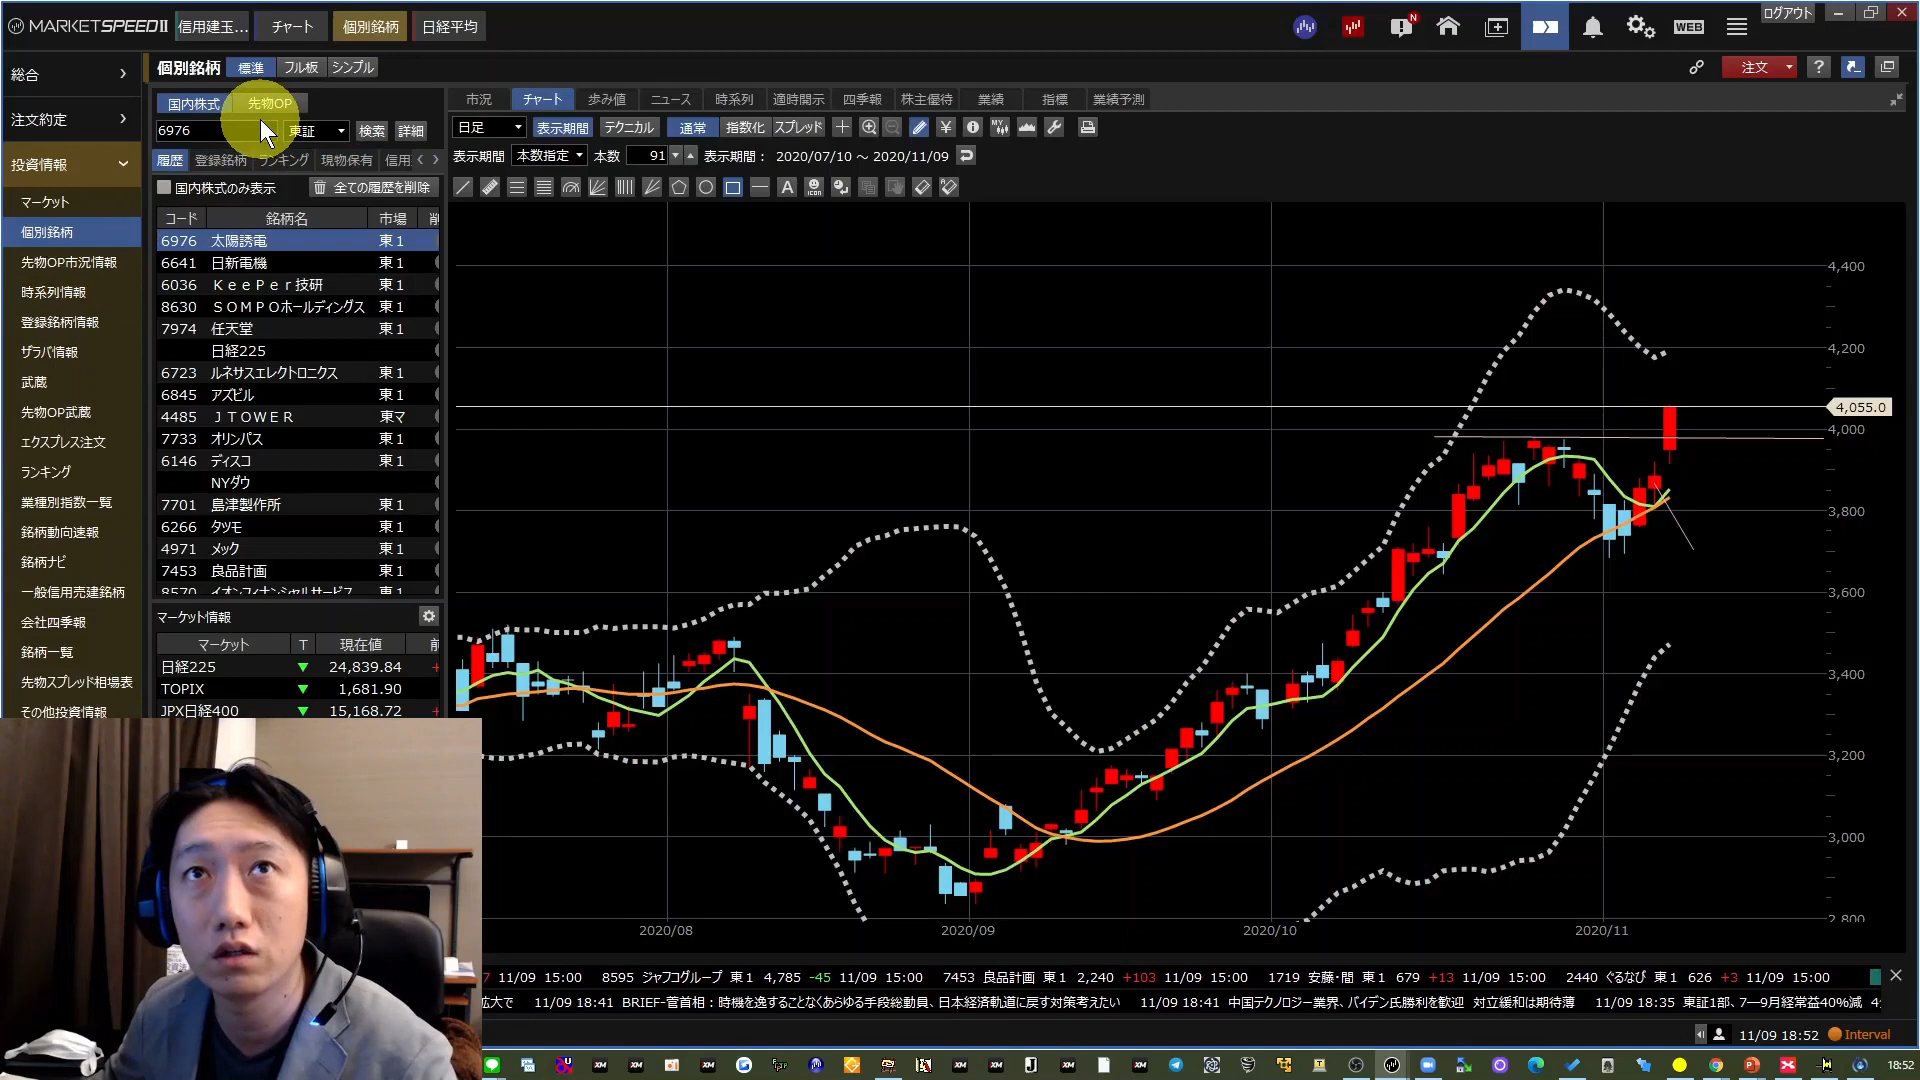 MARKETSPEEDⅡ 信用建玉... チャート 個別銘柄 日経平均 N WEB ログアウト
個別銘柄 標準 フル板 シンプル 注文 ?
国内株式 先物OP 市況 チャート 歩み値 ニュース 時系列 適時開示 四季報 株主優待 業績 指標 業績予測
6976 東証 検索 詳細 日足 表示期間 テクニカル 通常 指数化 スプレッド
履歴 登録銘柄 ランキング 現物保有 信用 表示期間 本数指定 本数 91 表示期間： 2020/07/10 ～ 2020/11/09
国内株式のみ表示 全ての履歴を削除
総合
注文約定
投資情報
マーケット
個別銘柄
先物OP市況情報
時系列情報
登録銘柄情報
ザラバ情報
武蔵
先物OP武蔵
エクスプレス注文
ランキング
業種別指数一覧
銘柄動向速報
銘柄ナビ
一般信用売建銘柄
会社四季報
銘柄一覧
先物スプレッド相場表
その他投資情報
コード 銘柄名 市場
6976 太陽誘電 東１
6641 日新電機 東１
6036 ＫｅｅＰｅｒ技研 東１
8630 ＳＯＭＰＯホールディングス 東１
7974 任天堂 東１
日経225
6723 ルネサスエレクトロニクス 東１
6845 アズビル 東１
4485 ＪＴＯＷＥＲ 東マ
7733 オリンパス 東１
6146 ディスコ 東１
NYダウ
7701 島津製作所 東１
6266 タツモ 東１
4971 メック 東１
7453 良品計画 東１
8570 イオンフィナンシャルサービス 東１
マーケット情報
マーケット T 現在値
日経225 ▼ 24,839.84
TOPIX ▼ 1,681.90
JPX日経400 ▼ 15,168.72
4,400
4,200
4,055.0
4,000
3,800
3,600
3,400
3,200
3,000
2,800
2020/08 2020/09 2020/10 2020/11
7 11/09 15:00 8595 ジャフコグループ 東１ 4,785 -45 11/09 15:00 7453 良品計画 東１ 2,240 +103 11/09 15:00 1719 安藤・間 東１ 679 +13 11/09 15:00 2440 ぐるなび 東１ 626 +3 11/09 15:00
拡大で 11/09 18:41 BRIEF-菅首相：時機を逸することなくあらゆる手段総動員、日本経済軌道に戻す対策考えたい 11/09 18:41 中国テクノロジー業界、バイデン氏勝利を歓迎 対立緩和は期待薄 11/09 18:35 東証1部、7―9月経常益40%減
11/09 18:52 Interval
18:52